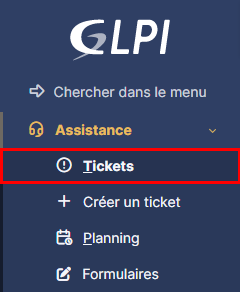 GLPI
Chercher dans le menu
Assistance
Tickets
Créer un ticket
Planning
Formulaires